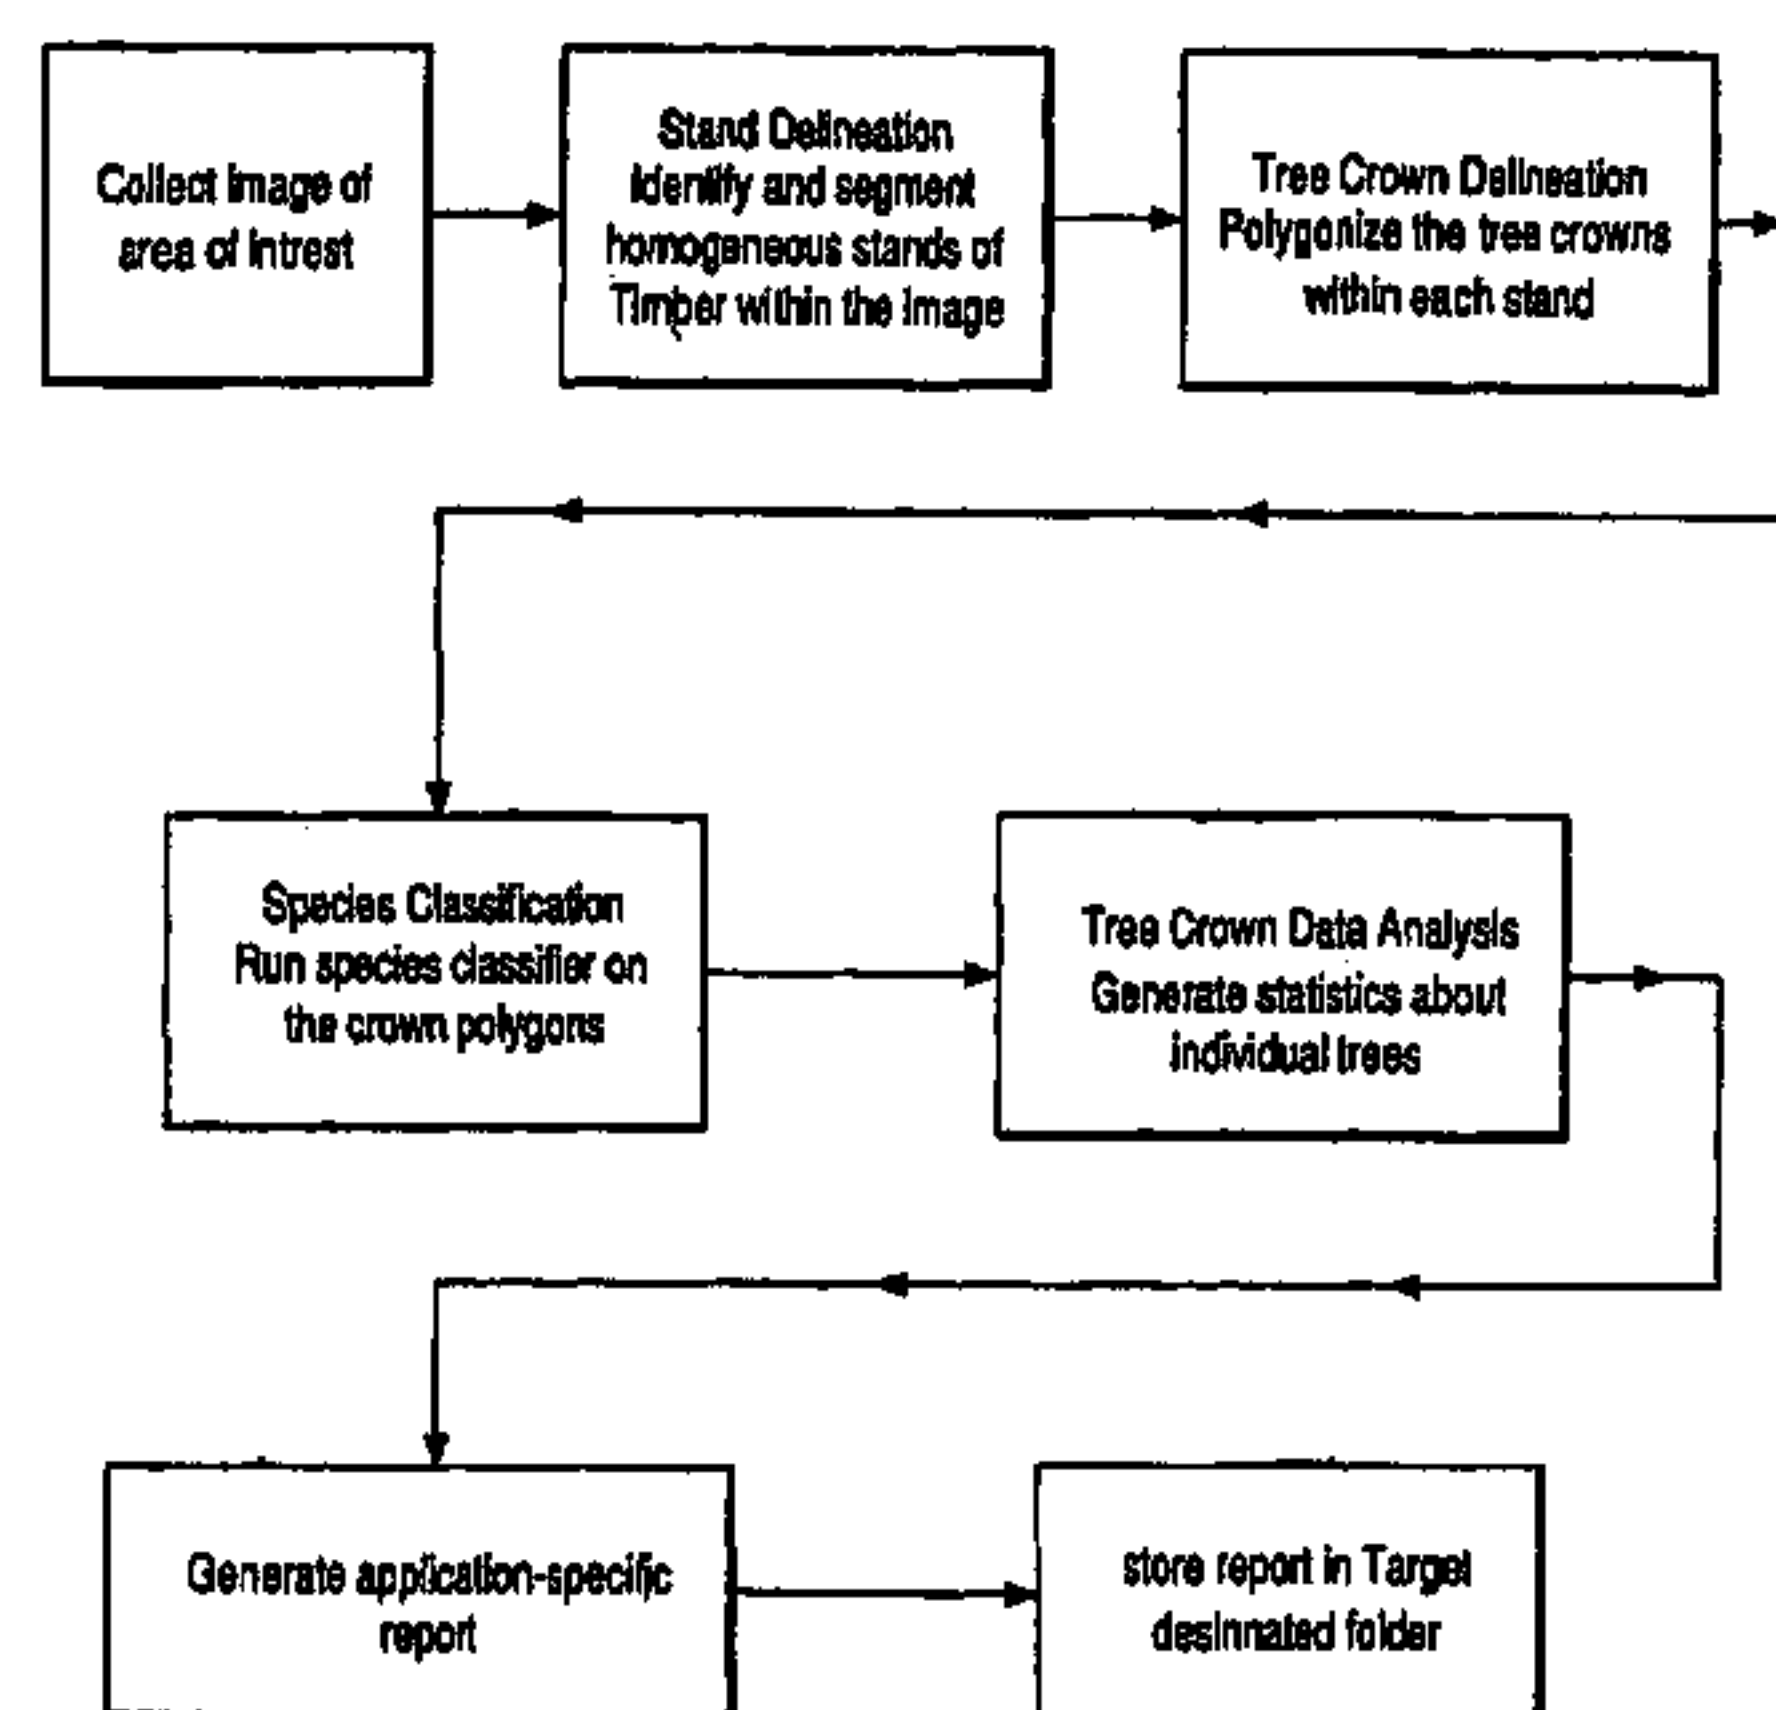 Collect image of
area of intrest
Stand Delineation
Identify and segment
homogeneous stands of
Timber within the image
Tree Crown Delineation
Polygonize the tree crowns
within each stand
Species Classification
Run species classifier on
the crown polygons
Tree Crown Data Analysis
Generate statistics about
individual trees
Generate application-specific
report
store report in Target
desinnated folder